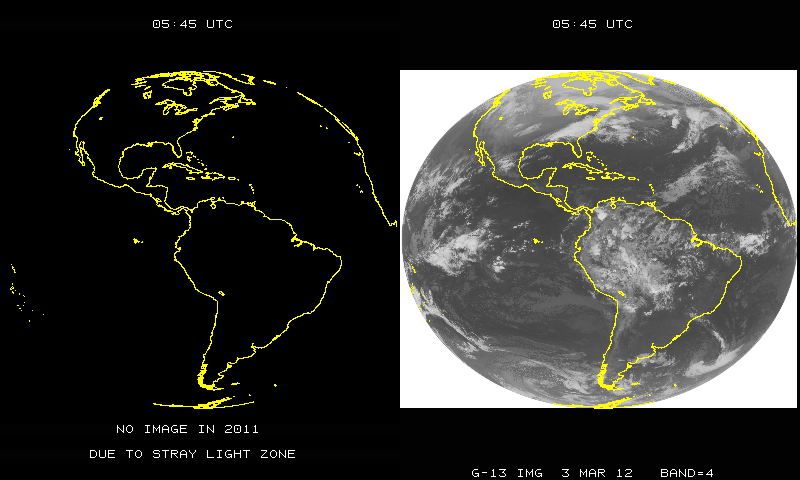 05:45 UTC
05:45 UTC
NO IMAGE IN 2011
DUE TO STRAY LIGHT ZONE
G-13 IMG 3 MAR 12 BAND=4